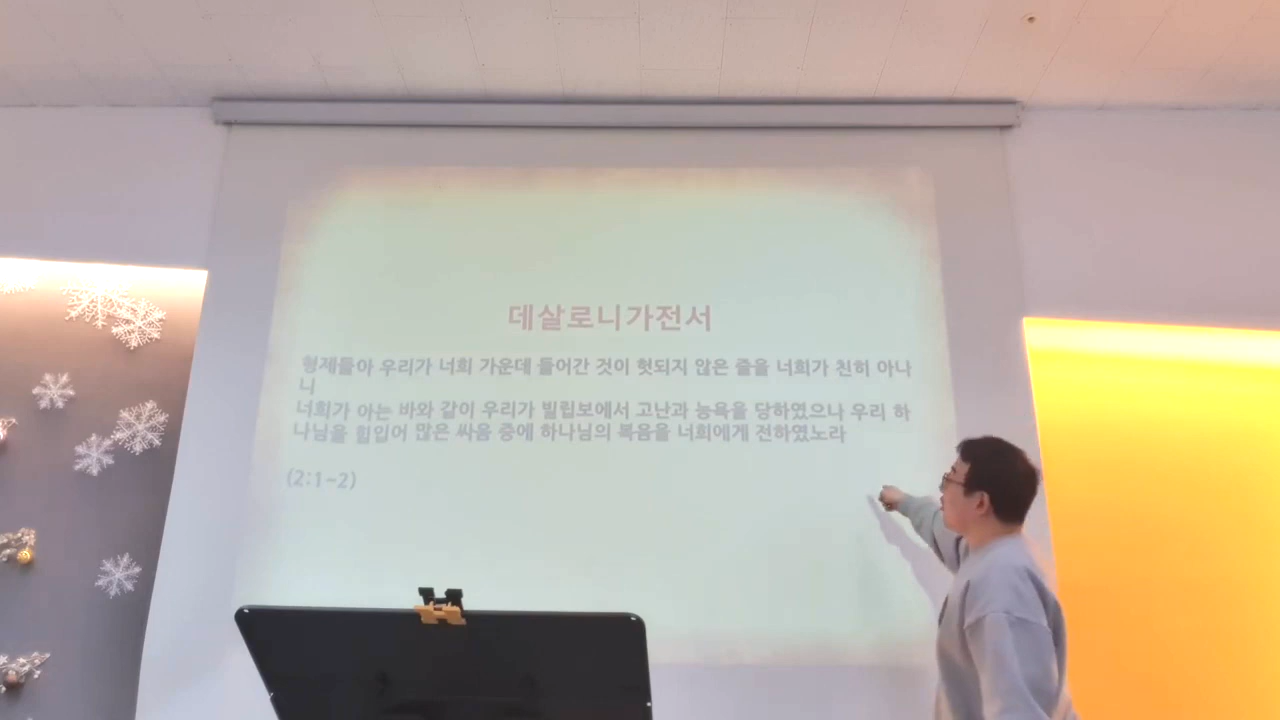 데살로니가전서
형제들아 우리가 너희 가운데 들어간 것이 헛되지 않은 줄을 너희가 친히 아나
니
너희가 아는 바와 같이 우리가 빌립보에서 고난과 능욕을 당하였으나 우리 하
나님을 힘입어 많은 싸움 중에 하나님의 복음을 너희에게 전하였노라
(2:1~2)